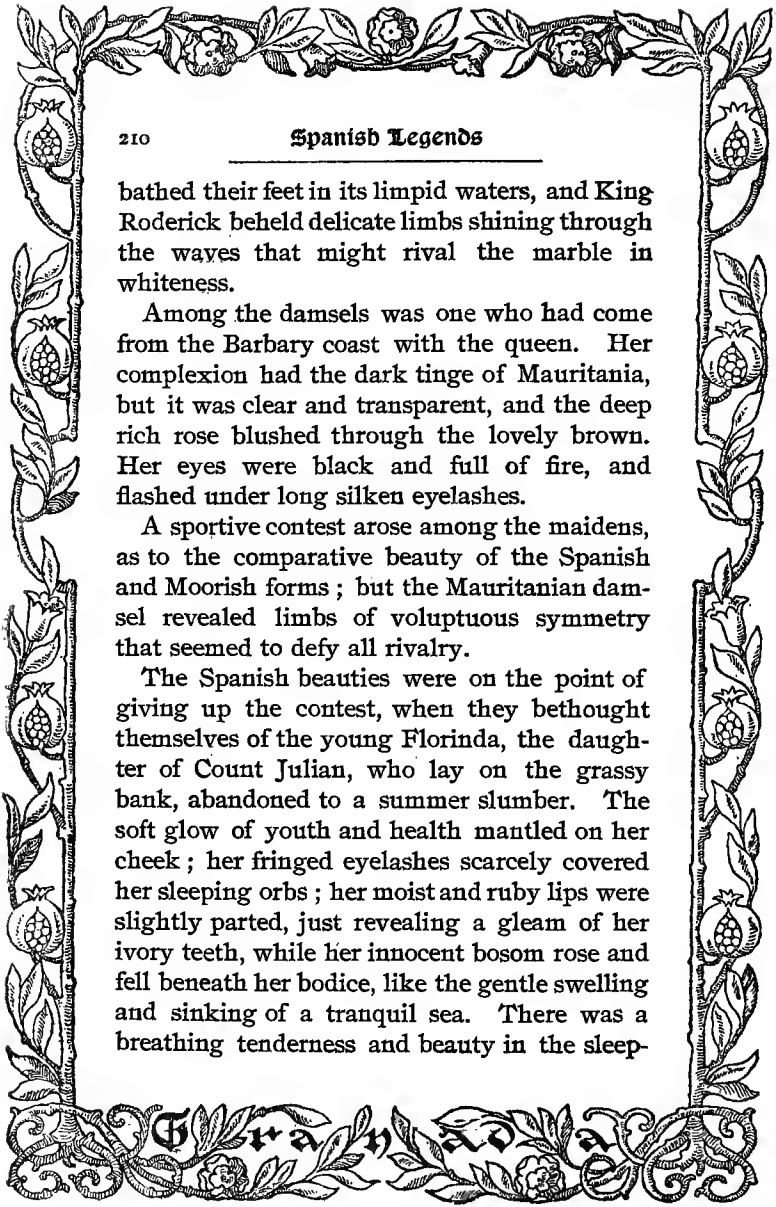 210 Spanish Legends
bathed their feet in its limpid waters, and King
Roderick beheld delicate limbs shining through
the waves that might rival the marble in
whiteness.
Among the damsels was one who had come
from the Barbary coast with the queen. Her
complexion had the dark tinge of Mauritania,
but it was clear and transparent, and the deep
rich rose blushed through the lovely brown.
Her eyes were black and full of fire, and
flashed under long silken eyelashes.
A sportive contest arose among the maidens,
as to the comparative beauty of the Spanish
and Moorish forms ; but the Mauritanian dam-
sel revealed limbs of voluptuous symmetry
that seemed to defy all rivalry.
The Spanish beauties were on the point of
giving up the contest, when they bethought
themselves of the young Florinda, the daugh-
ter of Count Julian, who lay on the grassy
bank, abandoned to a summer slumber. The
soft glow of youth and health mantled on her
cheek ; her fringed eyelashes scarcely covered
her sleeping orbs ; her moist and ruby lips were
slightly parted, just revealing a gleam of her
ivory teeth, while her innocent bosom rose and
fell beneath her bodice, like the gentle swelling
and sinking of a tranquil sea. There was a
breathing tenderness and beauty in the sleep-
Granada